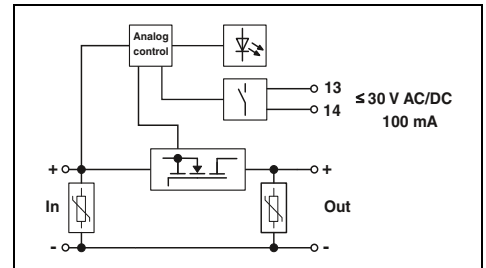 Analog
control
13
14
≤ 30 V AC/DC
100 mA
+ +
In Out
- -